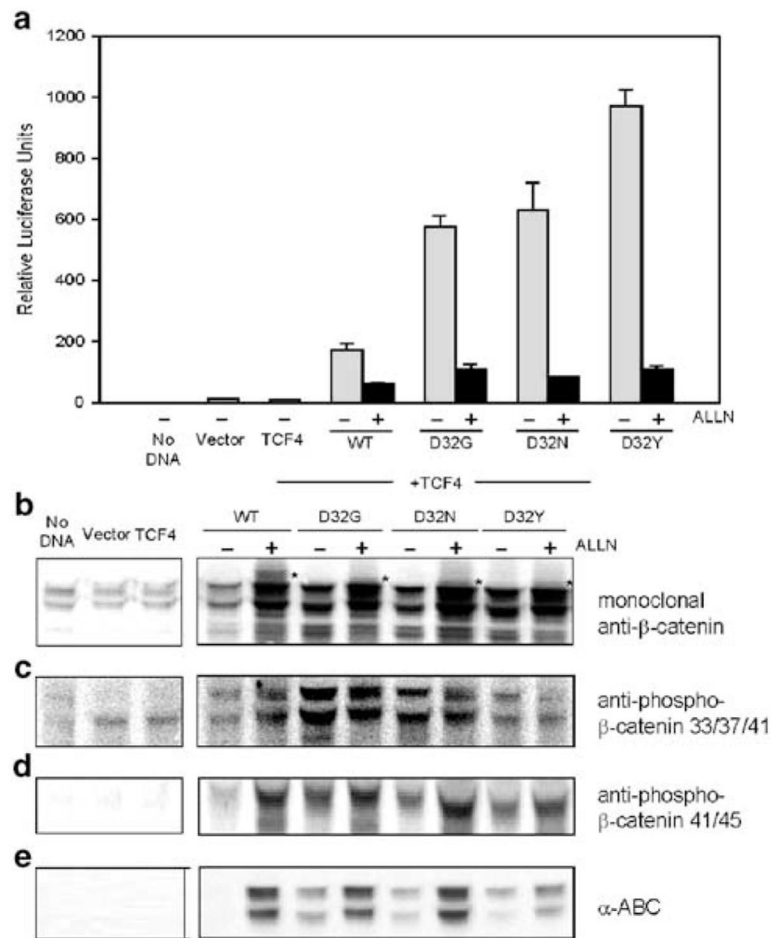 a
Relative Luciferase Units
1200
1000
800
600
400
200
0
− − − − + − + − + − + ALLN
No DNA Vector TCF4 WT D32G D32N D32Y
+TCF4
b
No DNA Vector TCF4 WT D32G D32N D32Y
− + − + − + − + ALLN
* * * *
monoclonal
anti-β-catenin
c
anti-phospho-
β-catenin 33/37/41
d
anti-phospho-
β-catenin 41/45
e
α-ABC